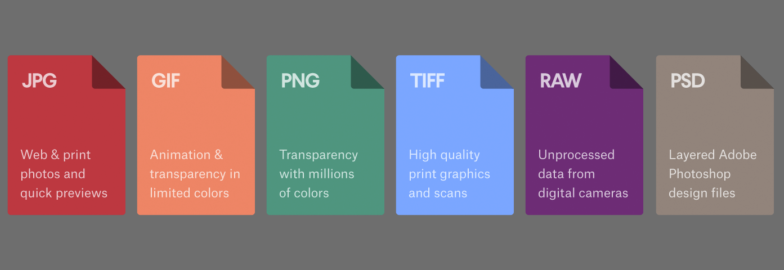 JPG
Web & print
photos and
quick previews
GIF
Animation &
transparency in
limited colors
PNG
Transparency
with millions
of colors
TIFF
High quality
print graphics
and scans
RAW
Unprocessed
data from
digital cameras
PSD
Layered Adobe
Photoshop
design files